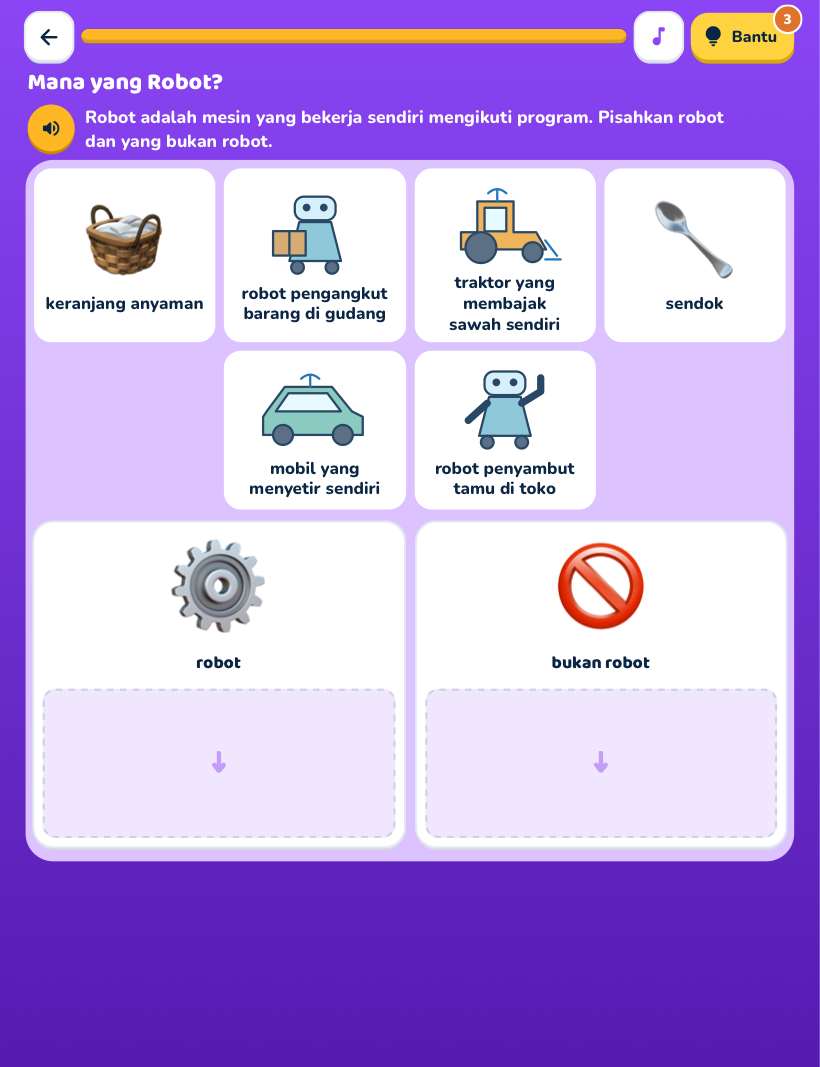 3
Bantu
Mana yang Robot?
Robot adalah mesin yang bekerja sendiri mengikuti program. Pisahkan robot
dan yang bukan robot.
keranjang anyaman
robot pengangkut
barang di gudang
traktor yang
membajak
sawah sendiri
sendok
mobil yang
menyetir sendiri
robot penyambut
tamu di toko
robot
bukan robot